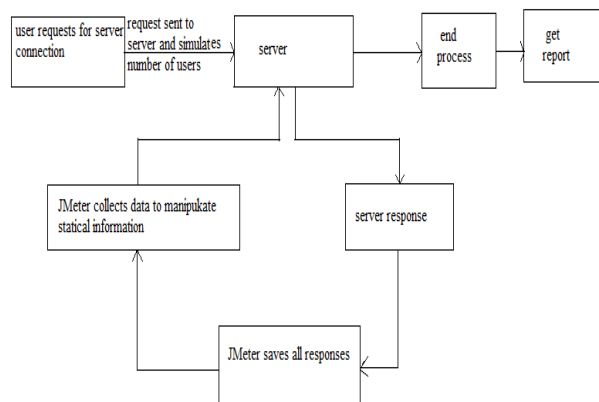 user requests for server
connection
request sent to
server and simulates
number of users
server
end
process
get
report
JMeter collects data to manipukate
statical information
server response
JMeter saves all responses